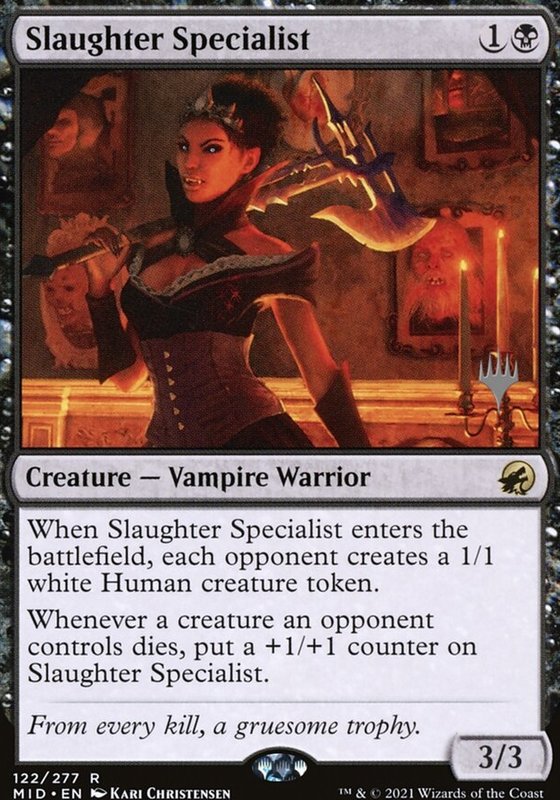 Slaughter Specialist 1
Creature — Vampire Warrior
When Slaughter Specialist enters the
battlefield, each opponent creates a 1/1
white Human creature token.
Whenever a creature an opponent
controls dies, put a +1/+1 counter on
Slaughter Specialist.
From every kill, a gruesome trophy.
3/3
122/277 R
MID • EN KARI CHRISTENSEN
™ & © 2021 Wizards of the Coast